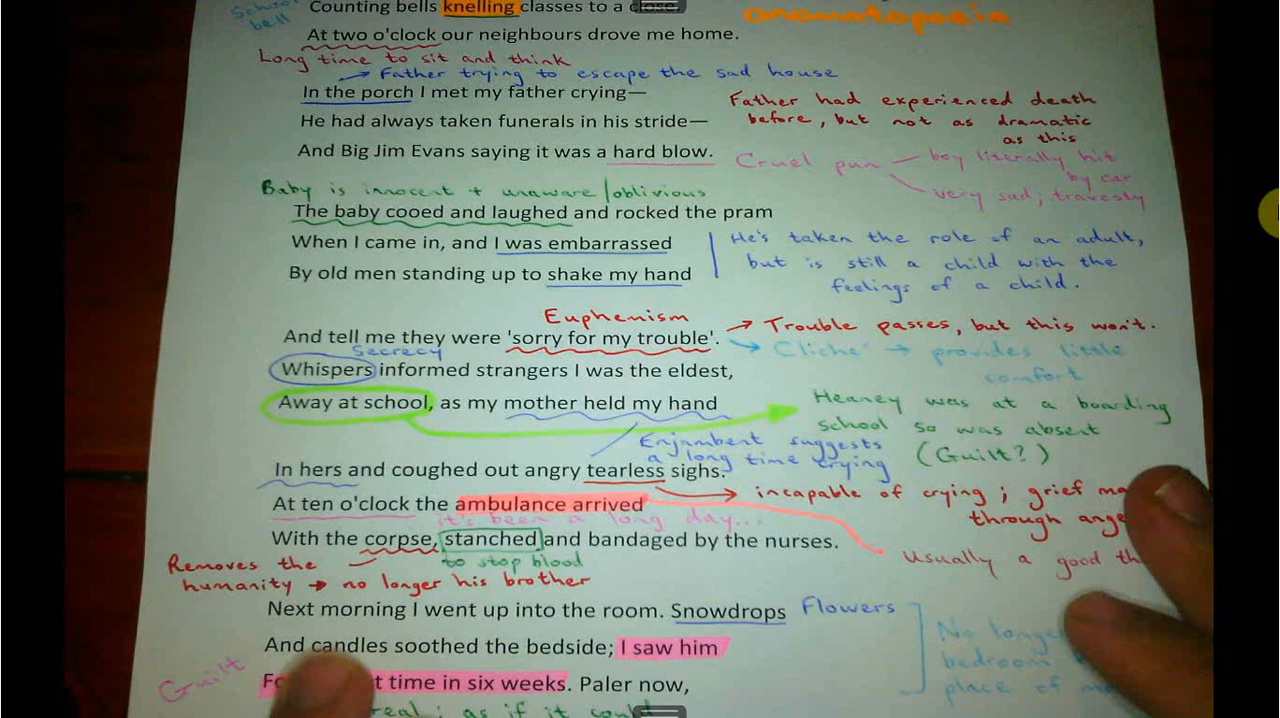 Counting bells knelling classes to a close.
School
bell
onomatopoeia
At two o'clock our neighbours drove me home.
Long time to sit and think
→ Father trying to escape the sad house
In the porch I met my father crying—
Father had experienced death
before, but not as dramatic
as this
He had always taken funerals in his stride—
And Big Jim Evans saying it was a hard blow.
Cruel pun — boy literally hit
by car
very sad; travesty
Baby is innocent + unaware / oblivious
The baby cooed and laughed and rocked the pram
When I came in, and I was embarrassed
By old men standing up to shake my hand
He's taken the role of an adult,
but is still a child with the
feelings of a child.
Euphemism
And tell me they were 'sorry for my trouble'.
→ Trouble passes, but this won't.
→ Cliche' → provides little
comfort
Secrecy
Whispers informed strangers I was the eldest,
Away at school, as my mother held my hand
Heaney was at a boarding
school so was absent
(Guilt?)
Enjambent suggests
a long time crying
In hers and coughed out angry tearless sighs.
→ incapable of crying; grief
through
At ten o'clock the ambulance arrived
it's been a long day...
Usually a good
With the corpse, stanched and bandaged by the nurses.
to stop blood
Removes the
humanity → no longer his brother
Next morning I went up into the room. Snowdrops
Flowers
And candles soothed the bedside; I saw him
No longer
bedroom
place of
Guilt
time in six weeks. Paler now,
as if it could